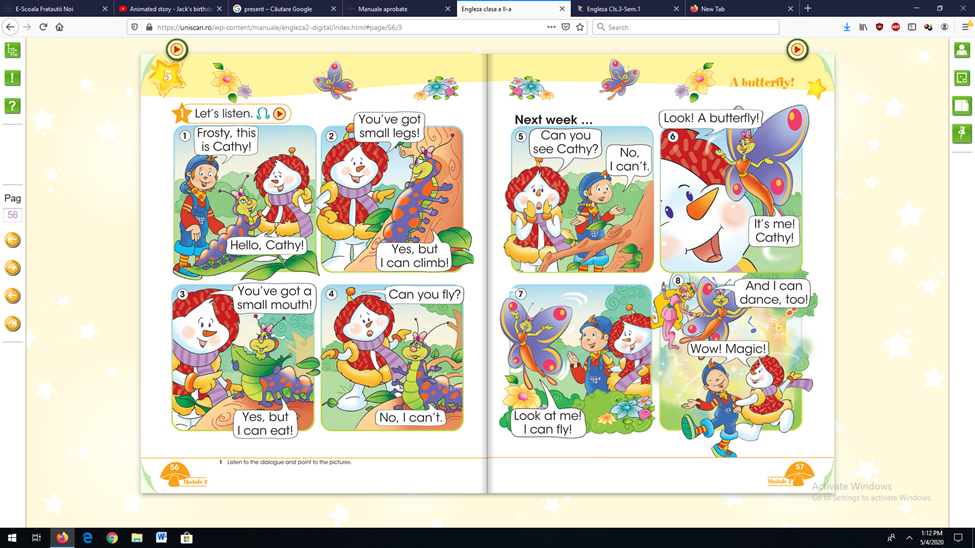 E-Scoala Fratautii Noi
Animated story - Jack's birthd
present – Căutare Google
Manuale aprobate
Engleza clasa a II-a
Engleza Cls.3-Sem.1
New Tab
https://uniscan.ro/wp-content/manuale/engleza2-digital/index.html#page/56/3
Search
Pag
56
5
A butterfly!
1 Let's listen.
Next week ...
1
Frosty, this
is Cathy!
Hello, Cathy!
2
You've got
small legs!
Yes, but
I can climb!
3
You've got a
small mouth!
Yes, but
I can eat!
4
Can you fly?
No, I can't.
5
Can you
see Cathy?
No,
I can't.
6
Look! A butterfly!
It's me!
Cathy!
7
Look at me!
I can fly!
8
And I can
dance, too!
Wow! Magic!
1 Listen to the dialogue and point to the pictures.
56
Module 3
57
Module 3
Activate Windows
Go to Settings to activate Windows.
1:12 PM
5/4/2020